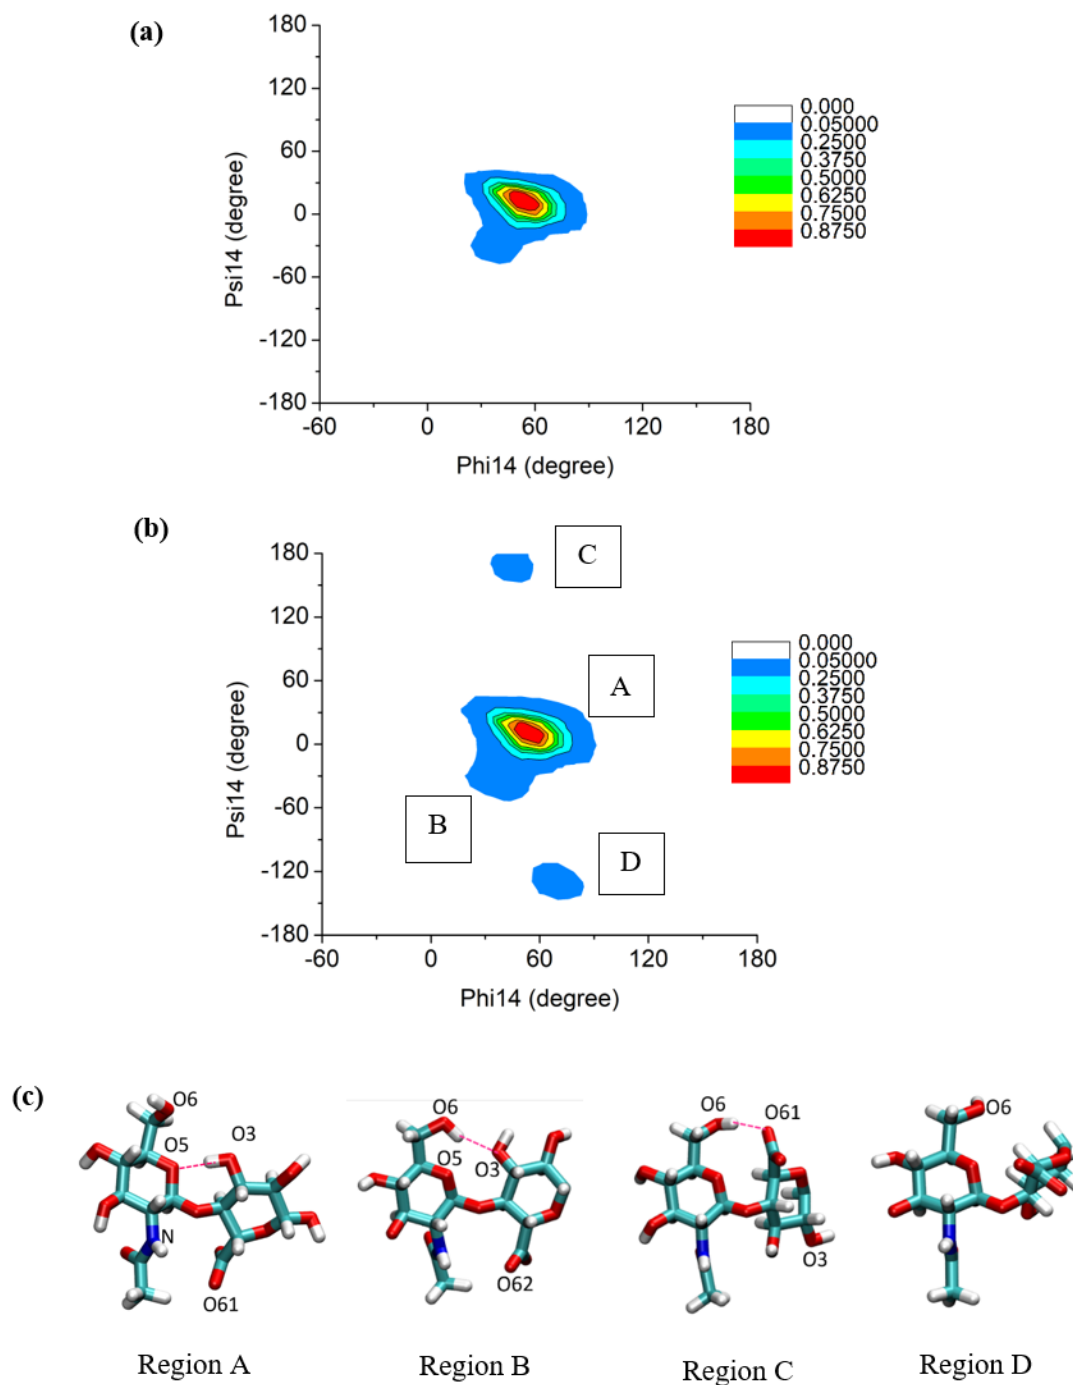 (a)
180
120
60
0
-60
-120
-180
Psi14 (degree)
-60 0 60 120 180
Phi14 (degree)
0.000
0.05000
0.2500
0.3750
0.5000
0.6250
0.7500
0.8750
(b)
180
120
60
0
-60
-120
-180
Psi14 (degree)
-60 0 60 120 180
Phi14 (degree)
C
A
B
D
0.000
0.05000
0.2500
0.3750
0.5000
0.6250
0.7500
0.8750
(c)
O6
O5
O3
N
O61
Region A
O6
O5
O3
O62
Region B
O6
O61
O3
Region C
O6
Region D